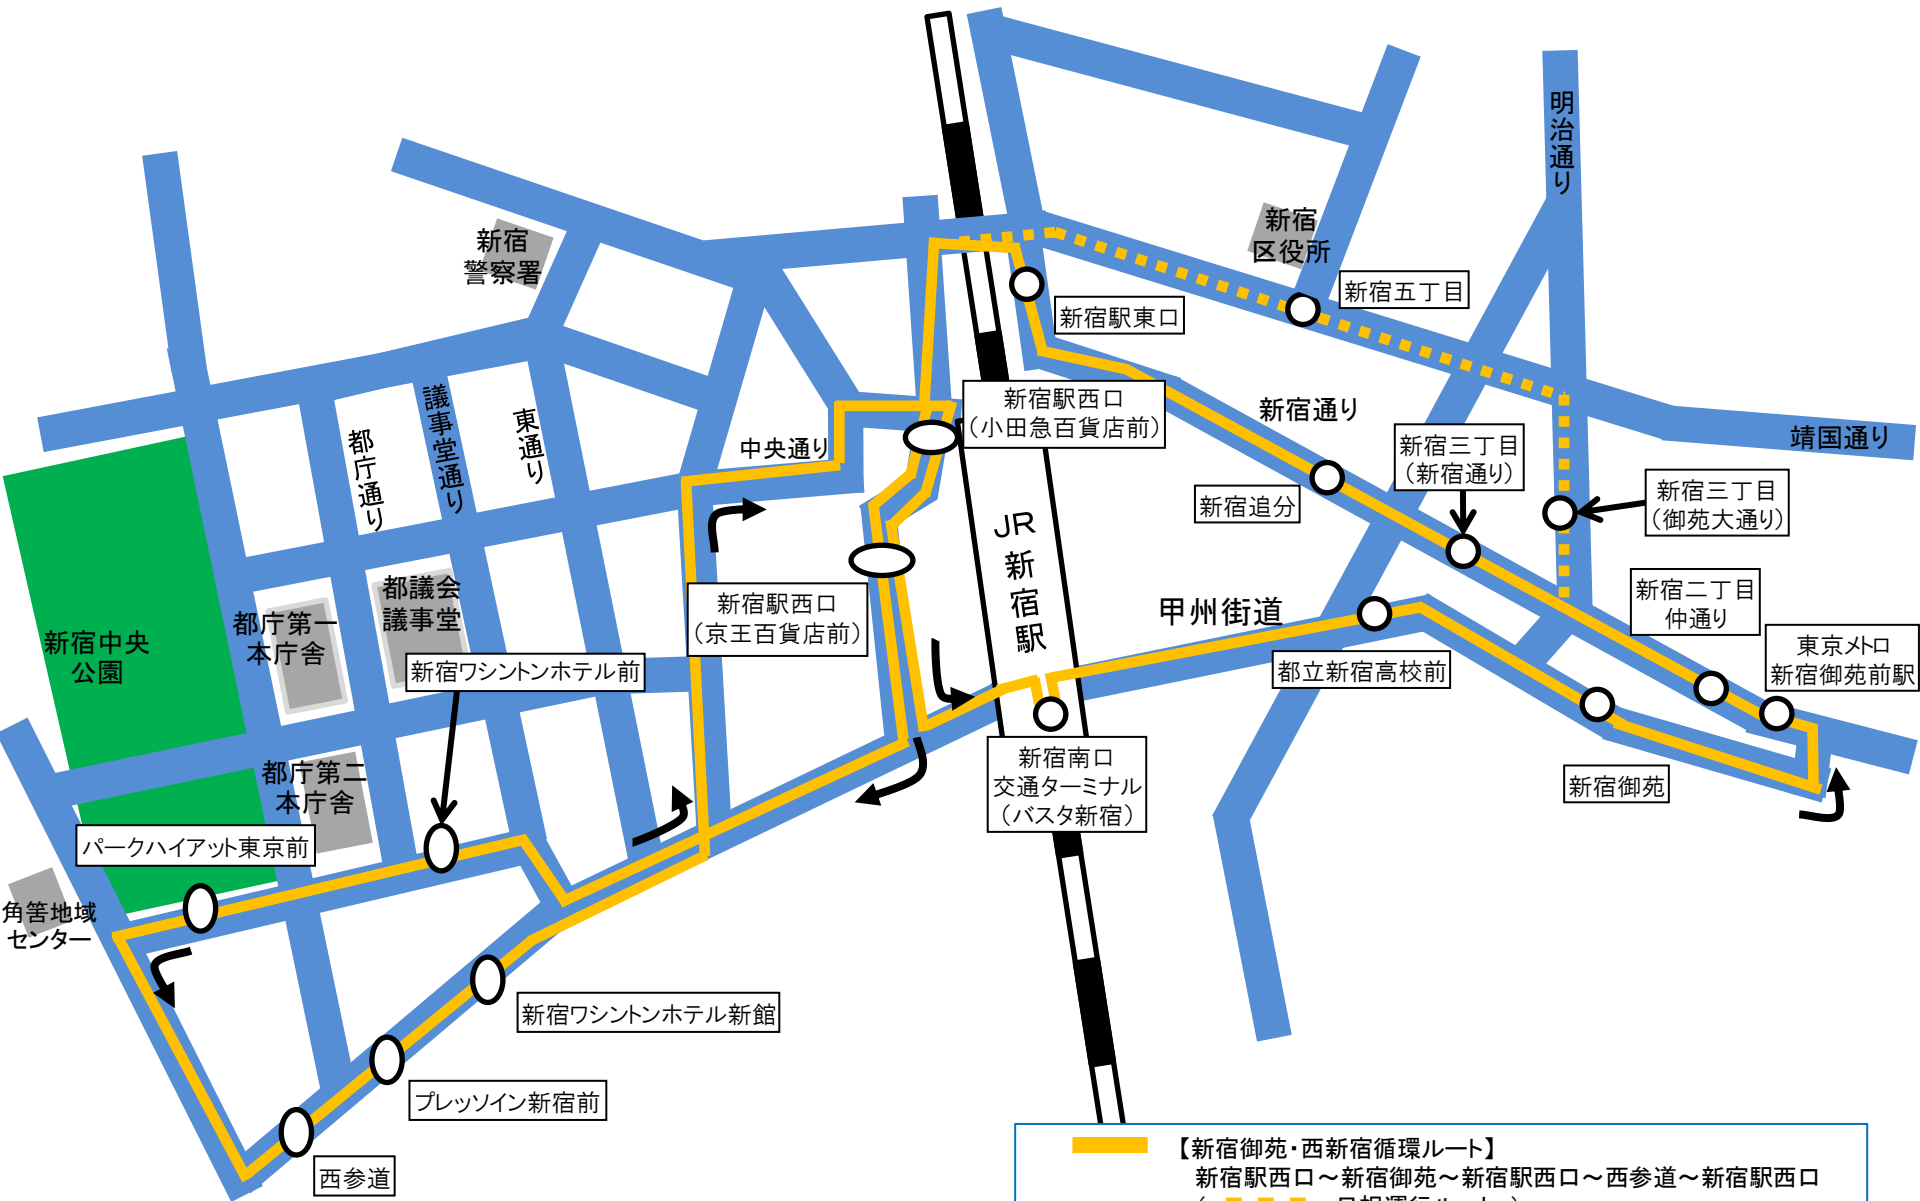 明治通り
新宿
警察署
新宿
区役所
新宿五丁目
新宿駅東口
新宿駅西口
（小田急百貨店前）
新宿通り
靖国通り
議事堂通り
東通り
都庁通り
中央通り
新宿三丁目
（新宿通り）
新宿三丁目
（御苑大通り）
新宿追分
JR新宿駅
都議会
議事堂
都庁第一
本庁舎
新宿中央
公園
新宿駅西口
（京王百貨店前）
甲州街道
新宿二丁目
仲通り
東京メトロ
新宿御苑前駅
新宿ワシントンホテル前
都立新宿高校前
都庁第二
本庁舎
新宿南口
交通ターミナル
（バスタ新宿）
新宿御苑
パークハイアット東京前
角筈地域
センター
新宿ワシントンホテル新館
プレッソイン新宿前
西参道
【新宿御苑・西新宿循環ルート】
新宿駅西口～新宿御苑～新宿駅西口～西参道～新宿駅西口